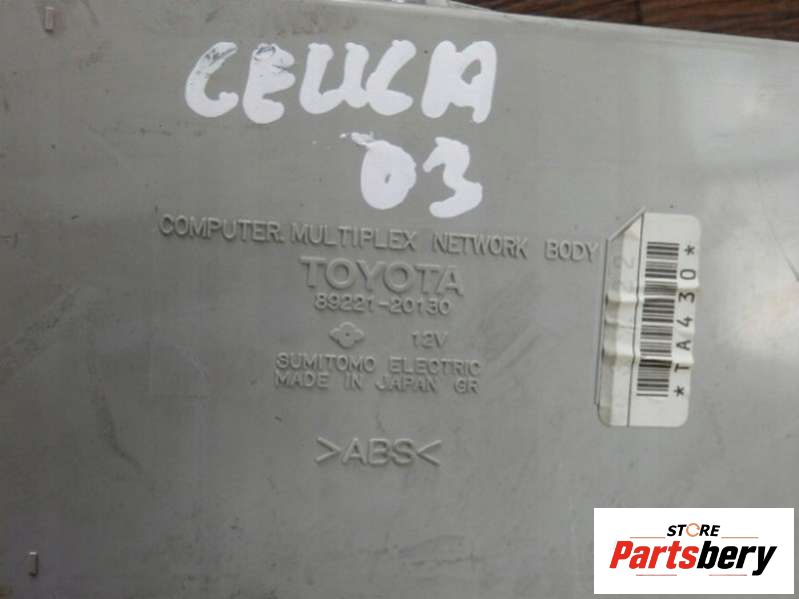 CELICA
03
COMPUTER. MULTIPLEX NETWORK BODY
TOYOTA
89221-20130
12V
SUMITOMO ELECTRIC
MADE IN JAPAN GR
>ABS<
*TA430*
STORE
Partsbery